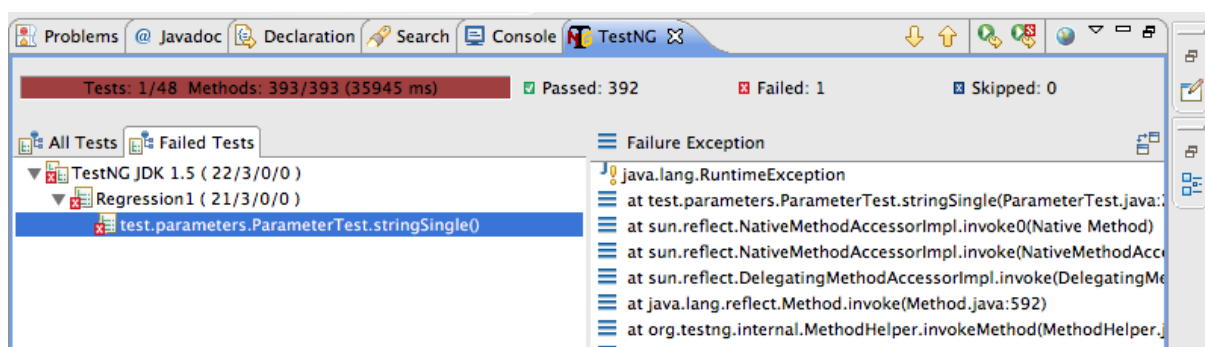 Problems @ Javadoc Declaration Search Console TestNG
Tests: 1/48 Methods: 393/393 (35945 ms) Passed: 392 Failed: 1 Skipped: 0
All Tests Failed Tests Failure Exception
TestNG JDK 1.5 ( 22/3/0/0 ) java.lang.RuntimeException
Regression1 ( 21/3/0/0 ) at test.parameters.ParameterTest.stringSingle(ParameterTest.java:
test.parameters.ParameterTest.stringSingle() at sun.reflect.NativeMethodAccessorImpl.invoke0(Native Method)
at sun.reflect.NativeMethodAccessorImpl.invoke(NativeMethodAcc
at sun.reflect.DelegatingMethodAccessorImpl.invoke(DelegatingMe
at java.lang.reflect.Method.invoke(Method.java:592)
at org.testng.internal.MethodHelper.invokeMethod(MethodHelper.j